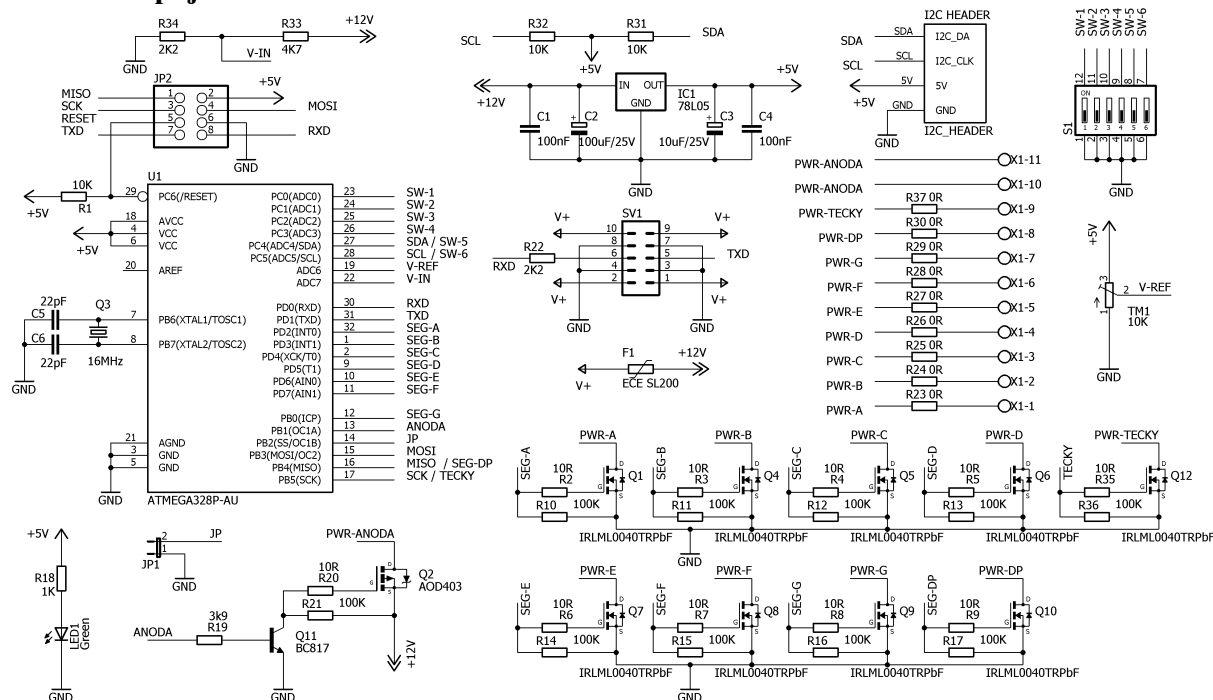 R34
2K2
GND
V-IN
R33
4K7
+12V
JP2
MISO
SCK
RESET
TXD
1
3
5
7
2
4
6
8
+5V
MOSI
RXD
GND
SCL
R32
10K
+5V
R31
10K
SDA
+12V
IN
OUT
GND
IC1
78L05
+5V
C1
100nF
C2
100uF/25V
C3
10uF/25V
C4
100nF
GND
I2C HEADER
SDA
SDA
I2C_DA
SCL
SCL
I2C_CLK
+5V
5V
5V
GND
GND
GND
I2C_HEADER
SW-1
SW-2
SW-3
SW-4
SW-5
SW-6
12
11
10
9
8
7
ON
1 2 3 4 5 6
S1
1
2
3
4
5
6
GND
+5V
10K
R1
U1
29
PC6(/RESET)
18
AVCC
4
VCC
6
VCC
+5V
20
AREF
22pF
C5
C6
22pF
Q3
16MHz
GND
7
PB6(XTAL1/TOSC1)
8
PB7(XTAL2/TOSC2)
21
AGND
3
GND
5
GND
GND
ATMEGA328P-AU
PC0(ADC0) 23 SW-1
PC1(ADC1) 24 SW-2
PC2(ADC2) 25 SW-3
PC3(ADC3) 26 SW-4
PC4(ADC4/SDA) 27 SDA / SW-5
PC5(ADC5/SCL) 28 SCL / SW-6
ADC6 19 V-REF
ADC7 22 V-IN
PD0(RXD) 30 RXD
PD1(TXD) 31 TXD
PD2(INT0) 32 SEG-A
PD3(INT1) 1 SEG-B
PD4(XCK/T0) 2 SEG-C
PD5(T1) 9 SEG-D
PD6(AIN0) 10 SEG-E
PD7(AIN1) 11 SEG-F
PB0(ICP) 12 SEG-G
PB1(OC1A) 13 ANODA
PB2(SS/OC1B) 14 JP
PB3(MOSI/OC2) 15 MOSI
PB4(MISO) 16 MISO / SEG-DP
PB5(SCK) 17 SCK / TECKY
SV1
V+
V+
10
8
6
4
2
9
7
5
3
1
RXD
R22
2K2
TXD
V+
V+
GND
GND
F1
V+
ECE SL200
+12V
PWR-ANODA X1-11
PWR-ANODA X1-10
PWR-TECKY R37 0R X1-9
PWR-DP R30 0R X1-8
PWR-G R29 0R X1-7
PWR-F R28 0R X1-6
PWR-E R27 0R X1-5
PWR-D R26 0R X1-4
PWR-C R25 0R X1-3
PWR-B R24 0R X1-2
PWR-A R23 0R X1-1
+5V
3
2
1
V-REF
TM1
10K
GND
SEG-A
PWR-A
10R
R2
R10
100K
G
D
S
Q1
IRLML0040TRPbF
SEG-B
PWR-B
10R
R3
R11
100K
G
D
S
Q4
IRLML0040TRPbF
GND
SEG-C
PWR-C
10R
R4
R12
100K
G
D
S
Q5
IRLML0040TRPbF
SEG-D
PWR-D
10R
R5
R13
100K
G
D
S
Q6
IRLML0040TRPbF
TECKY
PWR-TECKY
10R
R35
R36
100K
G
D
S
Q12
IRLML0040TRPbF
+5V
R18
1K
LED1
Green
GND
JP
2
1
JP1
GND
PWR-ANODA
10R
R20
R21
100K
G
D
S
Q2
AOD403
ANODA
3k9
R19
Q11
BC817
GND
+12V
SEG-E
PWR-E
10R
R6
R14
100K
G
D
S
Q7
IRLML0040TRPbF
SEG-F
PWR-F
10R
R7
R15
100K
G
D
S
Q8
IRLML0040TRPbF
GND
SEG-G
PWR-G
10R
R8
R16
100K
G
D
S
Q9
IRLML0040TRPbF
SEG-DP
PWR-DP
10R
R9
R17
100K
G
D
S
Q10
IRLML0040TRPbF